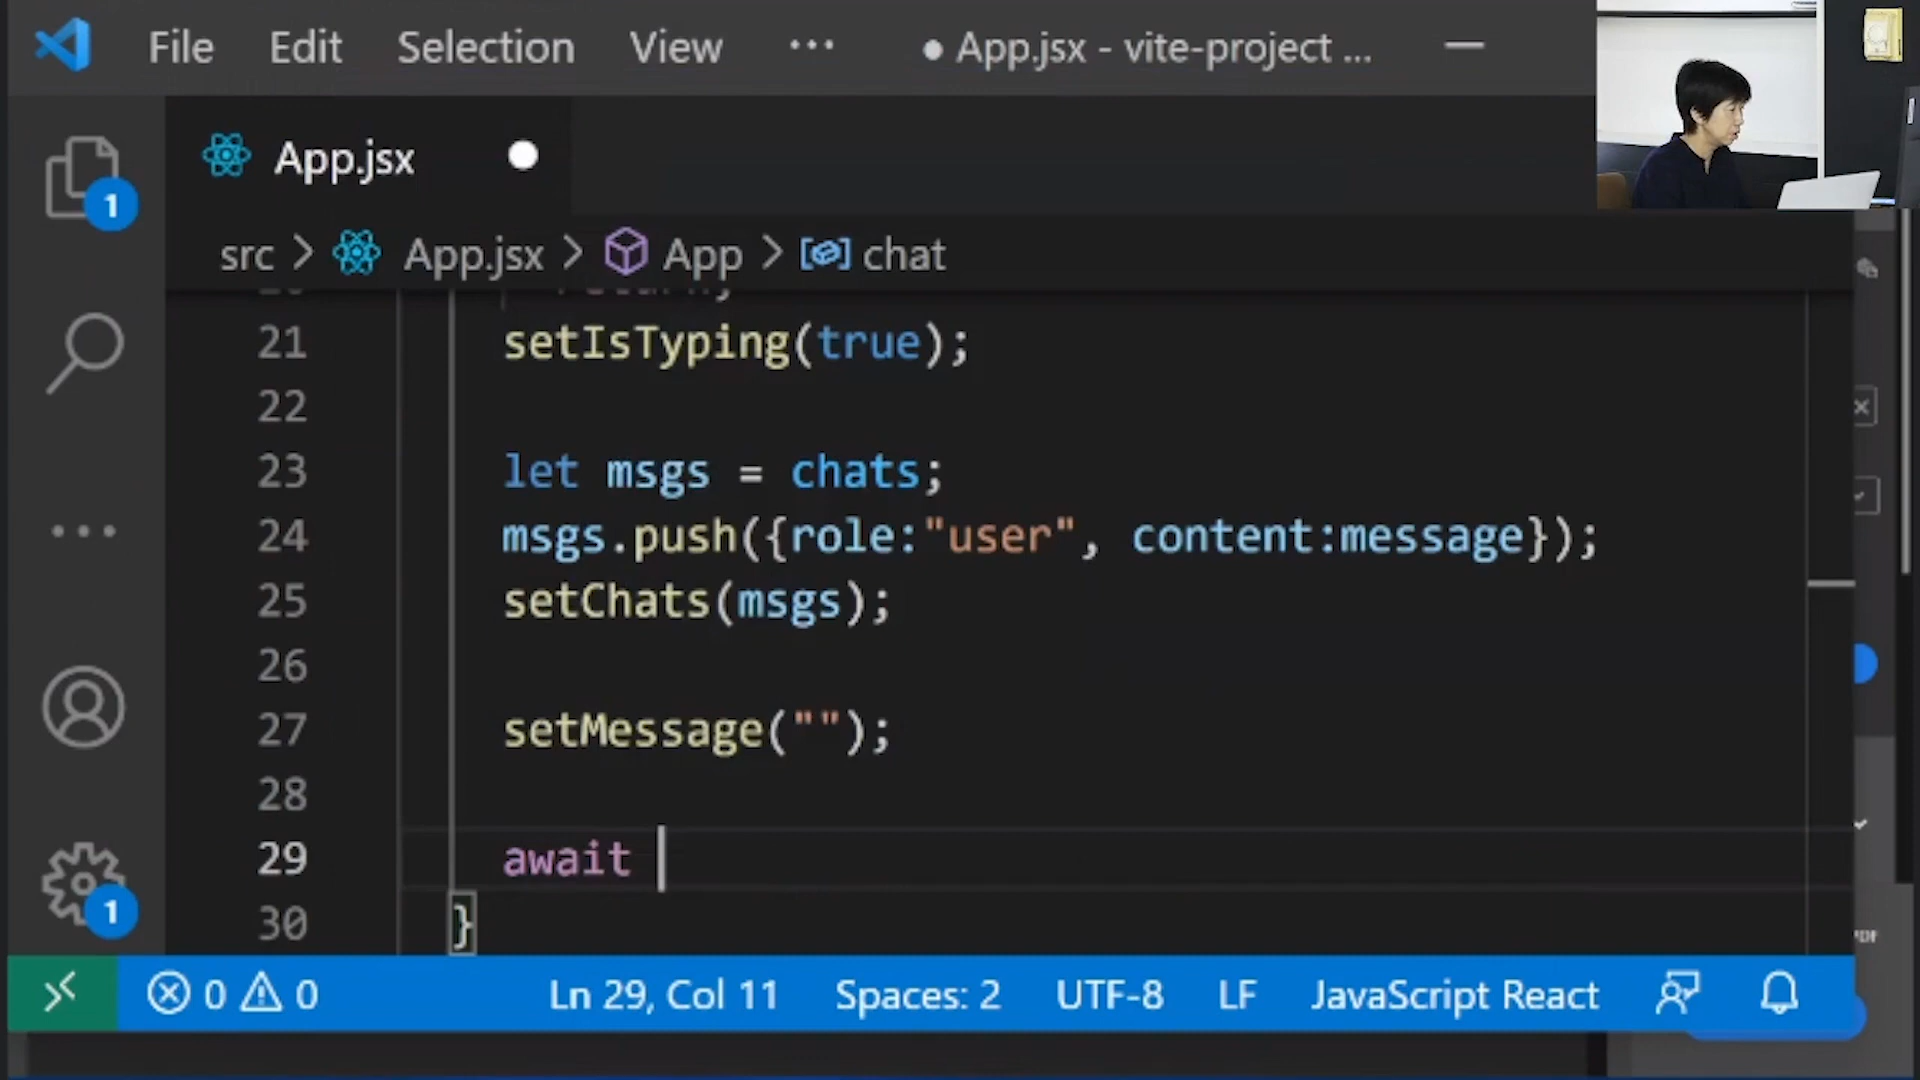 File Edit Selection View ··· ● App.jsx - vite-project ...
App.jsx
src > App.jsx > App > chat
21 setIsTyping(true);
22
23 let msgs = chats;
24 msgs.push({role:"user", content:message});
25 setChats(msgs);
26
27 setMessage("");
28
29 await
30 }
1
1
0 0 Ln 29, Col 11 Spaces: 2 UTF-8 LF JavaScript React